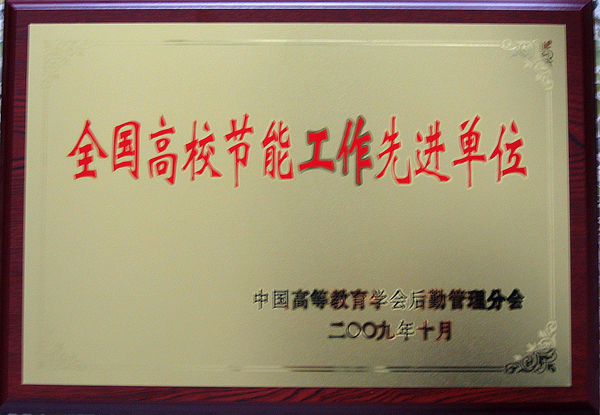 全国高校节能工作先进单位
中国高等教育学会后勤管理分会
二〇〇九年十月